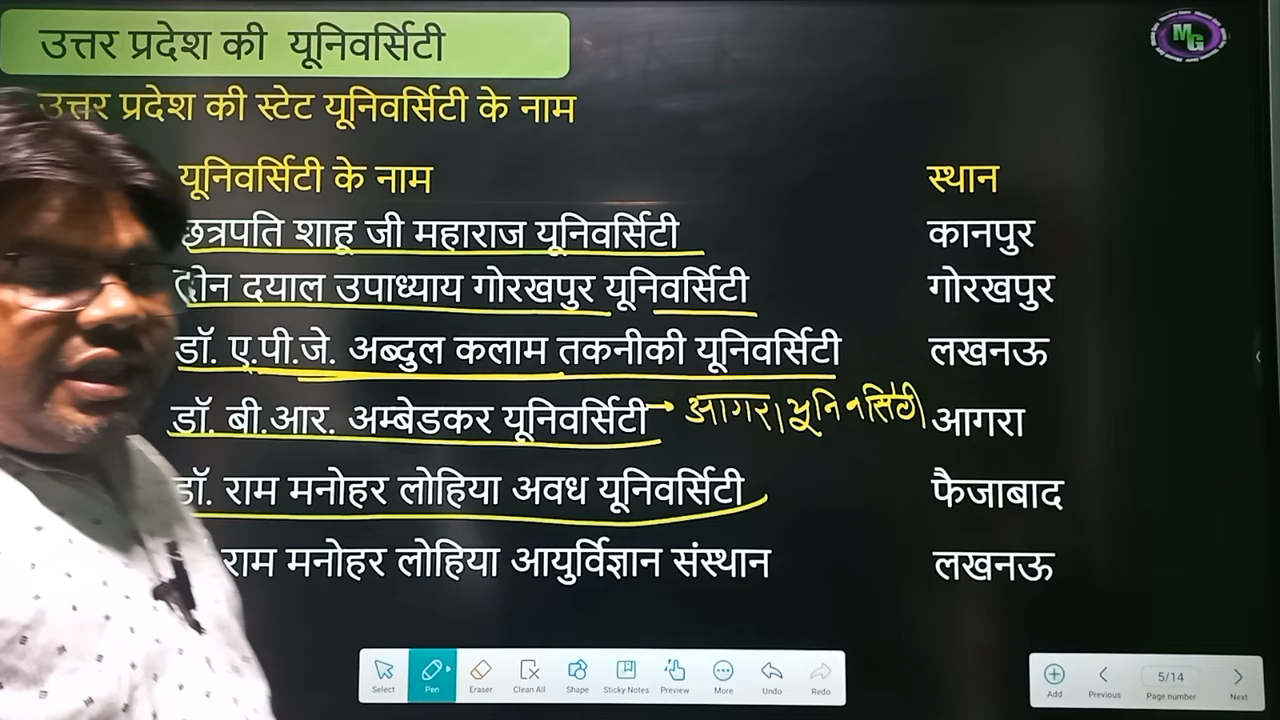 उत्तर प्रदेश की यूनिवर्सिटी
MG
उत्तर प्रदेश की स्टेट यूनिवर्सिटी के नाम
यूनिवर्सिटी के नाम स्थान
छत्रपति शाहू जी महाराज यूनिवर्सिटी कानपुर
दीन दयाल उपाध्याय गोरखपुर यूनिवर्सिटी गोरखपुर
डॉ. ए.पी.जे. अब्दुल कलाम तकनीकी यूनिवर्सिटी लखनऊ
डॉ. बी.आर. अम्बेडकर यूनिवर्सिटी → आगरा यूनिवर्सिटी आगरा
डॉ. राम मनोहर लोहिया अवध यूनिवर्सिटी फैजाबाद
राम मनोहर लोहिया आयुर्विज्ञान संस्थान लखनऊ
Select Pen Eraser Clean All Shape Sticky Notes Preview More Undo Redo
Add Previous 5/14 Page number Next